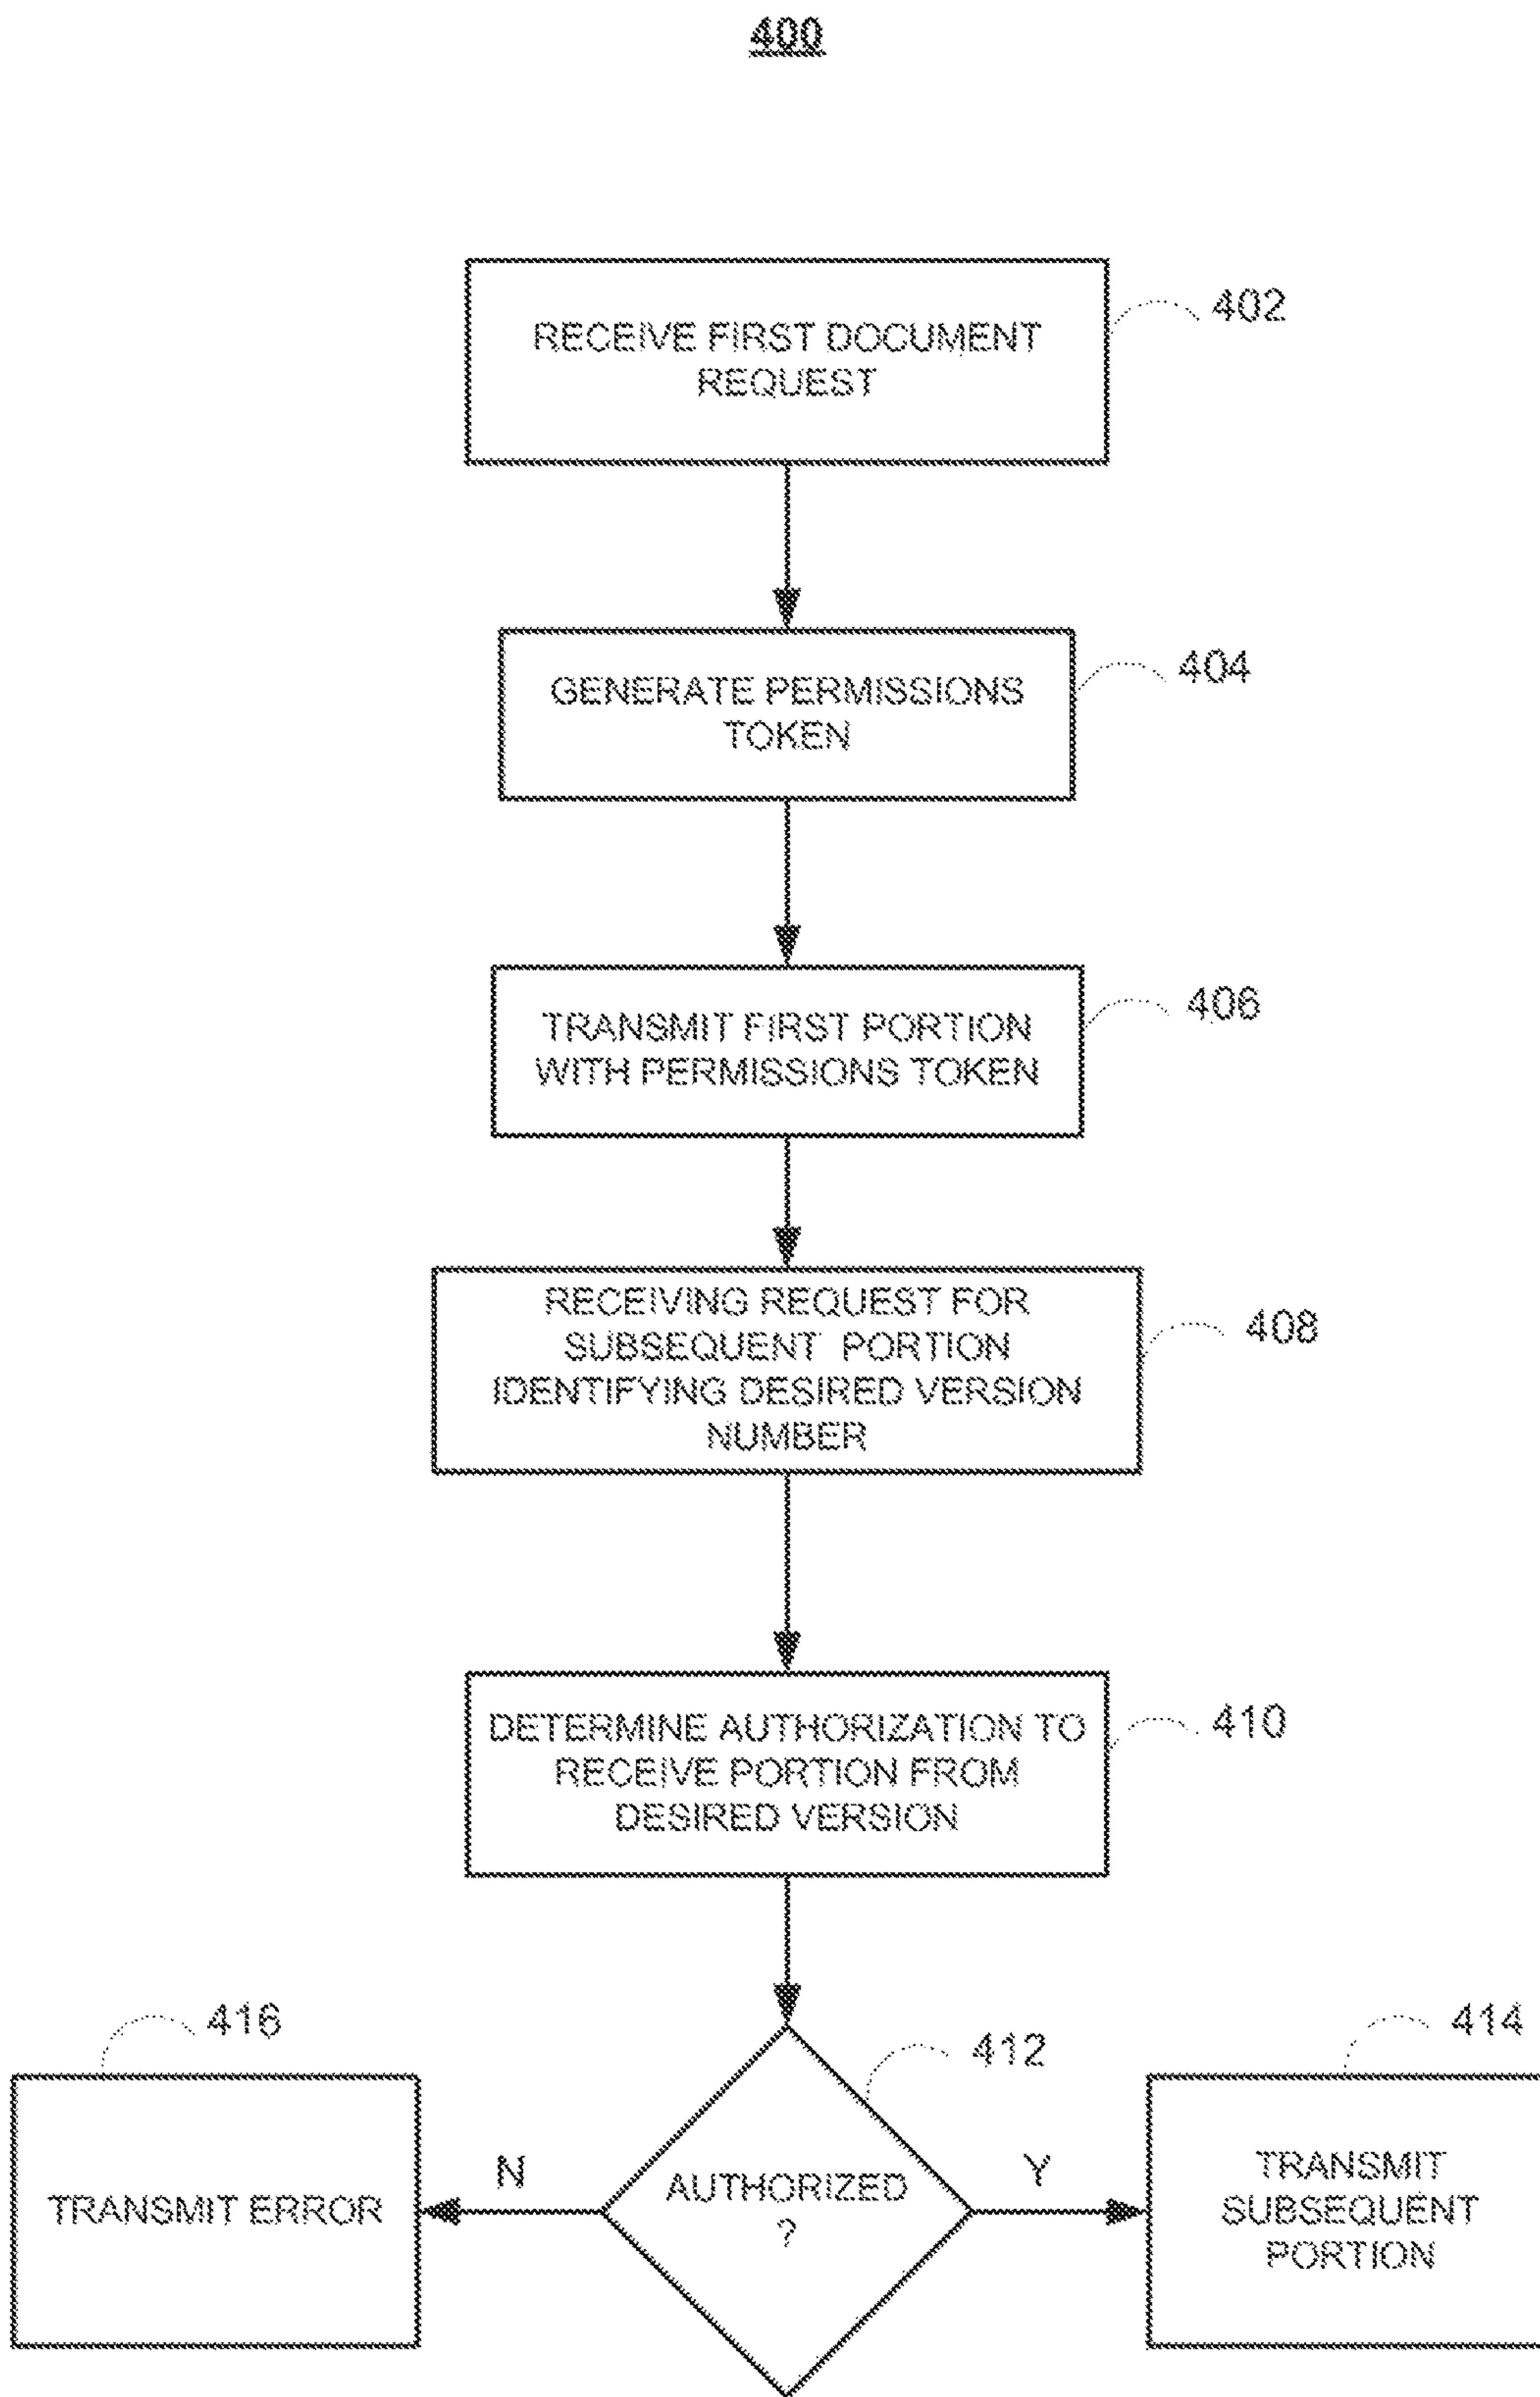 400
RECEIVE FIRST DOCUMENT
REQUEST
402
GENERATE PERMISSIONS
TOKEN
404
TRANSMIT FIRST PORTION
WITH PERMISSIONS TOKEN
406
RECEIVING REQUEST FOR
SUBSEQUENT PORTION
IDENTIFYING DESIRED VERSION
NUMBER
408
DETERMINE AUTHORIZATION TO
RECEIVE PORTION FROM
DESIRED VERSION
410
416
412
414
TRANSMIT ERROR
N
AUTHORIZED
?
Y
TRANSMIT
SUBSEQUENT
PORTION